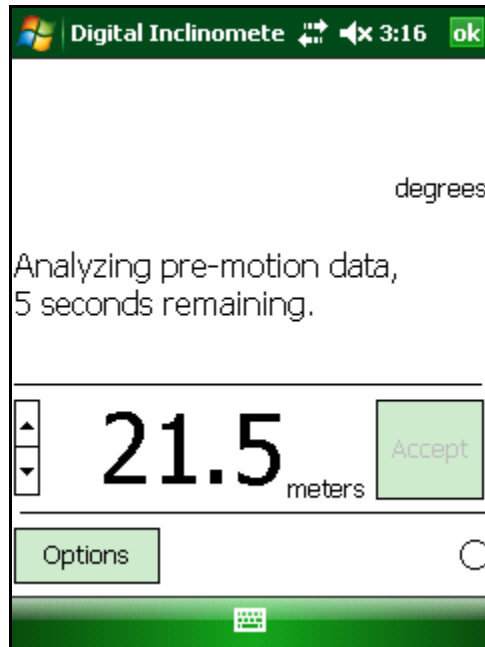 Digital Inclinomete 3:16 ok
degrees
Analyzing pre-motion data,
5 seconds remaining.
21.5 meters Accept
Options